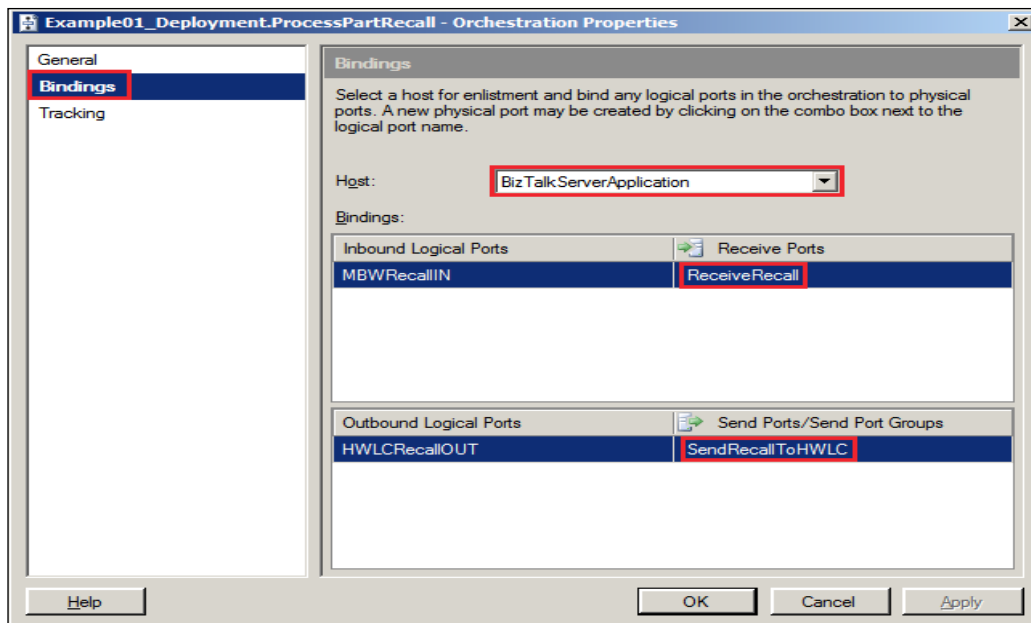 Example01_Deployment.ProcessPartRecall - Orchestration Properties
General
Bindings
Tracking
Bindings
Select a host for enlistment and bind any logical ports in the orchestration to physical
ports. A new physical port may be created by clicking on the combo box next to the
logical port name.
Host: BizTalkServerApplication
Bindings:
Inbound Logical Ports Receive Ports
MBWRecallIN ReceiveRecall
Outbound Logical Ports Send Ports/Send Port Groups
HWLCRecallOUT SendRecallToHWLC
Help OK Cancel Apply